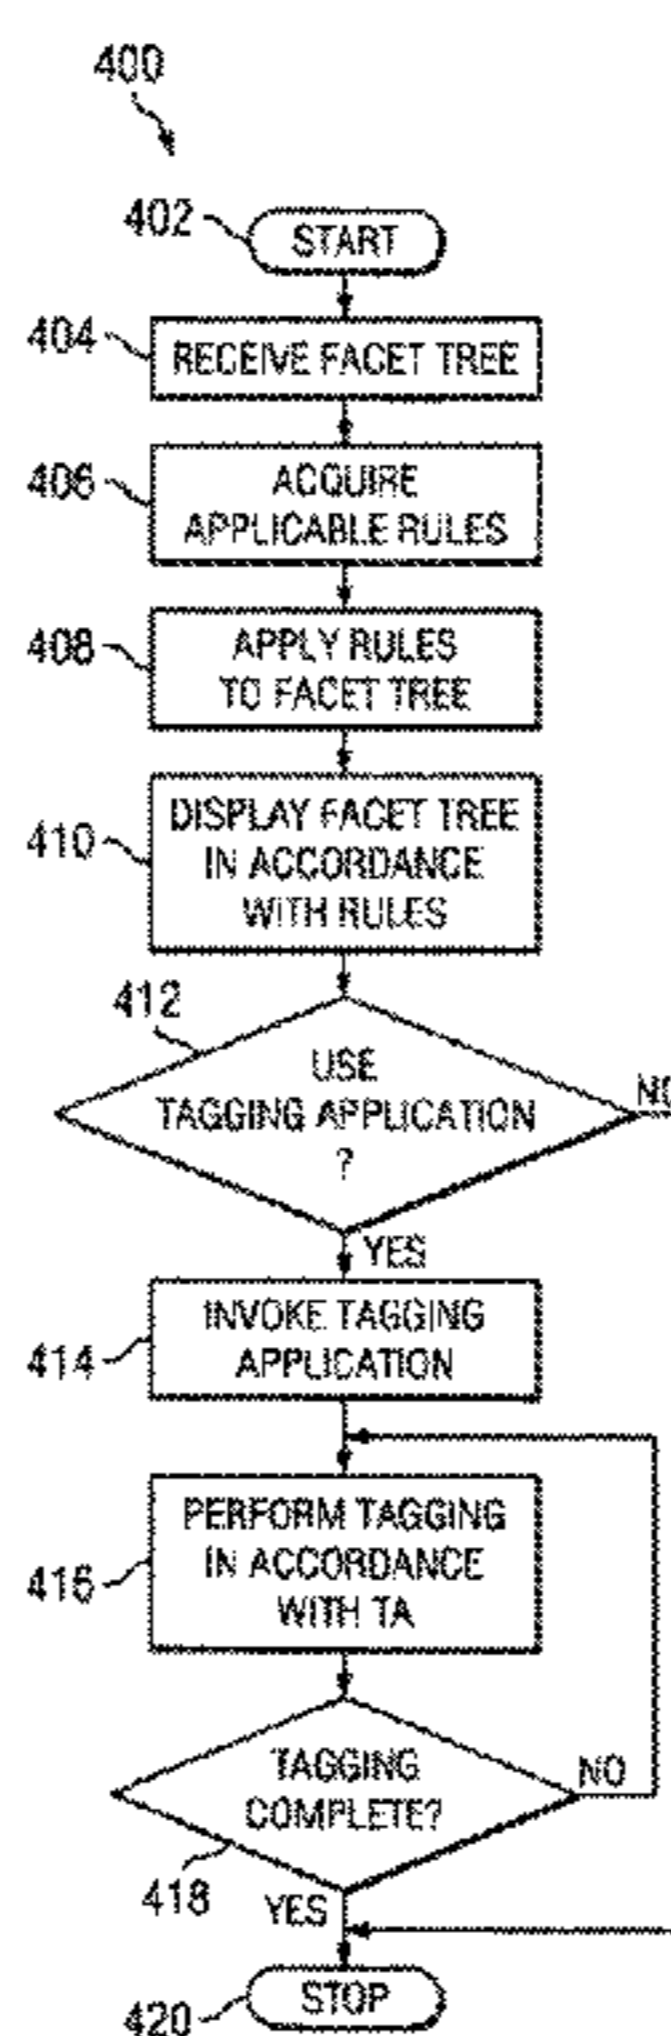 400
402
START
404
RECEIVE FACET TREE
406
ACQUIRE
APPLICABLE RULES
408
APPLY RULES
TO FACET TREE
410
DISPLAY FACET TREE
IN ACCORDANCE
WITH RULES
412
USE
TAGGING APPLICATION
?
NO
YES
414
INVOKE TAGGING
APPLICATION
416
PERFORM TAGGING
IN ACCORDANCE
WITH TA
TAGGING
COMPLETE?
NO
418
YES
420
STOP